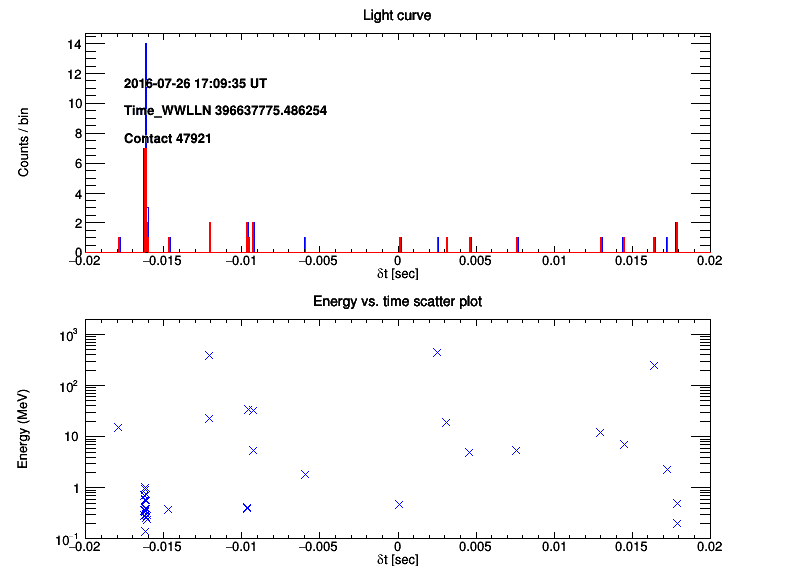 Light curve
14
12
10
8
6
4
2
0
Counts / bin
2016-07-26 17:09:35 UT
Time_WWLLN 396637775.486254
Contact 47921
−0.02 −0.015 −0.01 −0.005 0 0.005 0.01 0.015 0.02
δt [sec]
Energy vs. time scatter plot
10³
10²
10
1
10⁻¹
Energy (MeV)
−0.02 −0.015 −0.01 −0.005 0 0.005 0.01 0.015 0.02
δt [sec]